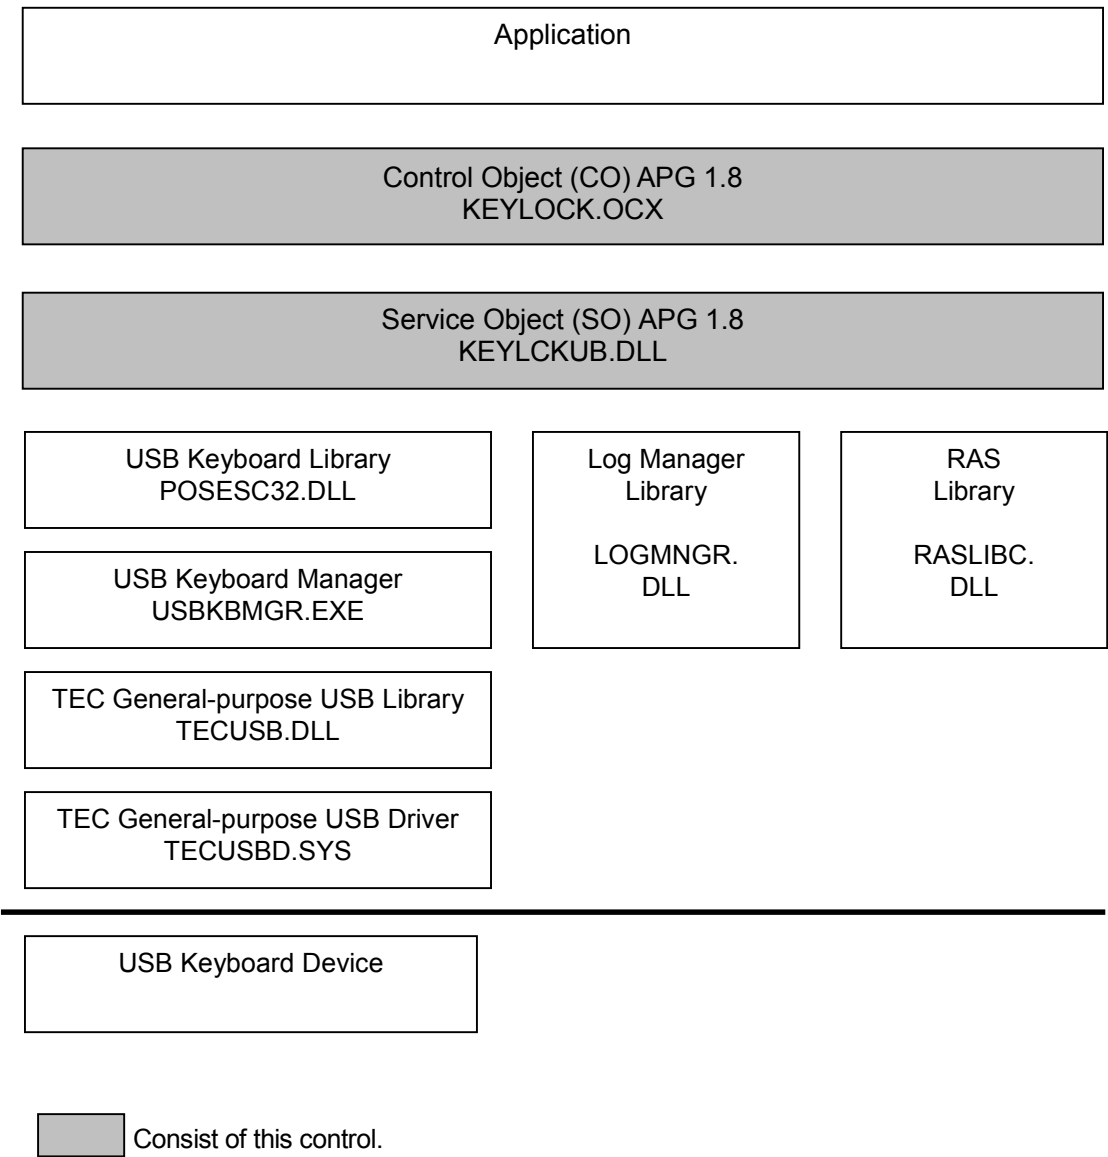 Application
Control Object (CO) APG 1.8
KEYLOCK.OCX
Service Object (SO) APG 1.8
KEYLCKUB.DLL
USB Keyboard Library
POSESC32.DLL
USB Keyboard Manager
USBKBMGR.EXE
TEC General-purpose USB Library
TECUSB.DLL
TEC General-purpose USB Driver
TECUSBD.SYS
Log Manager
Library
LOGMNGR.
DLL
RAS
Library
RASLIBC.
DLL
USB Keyboard Device
Consist of this control.